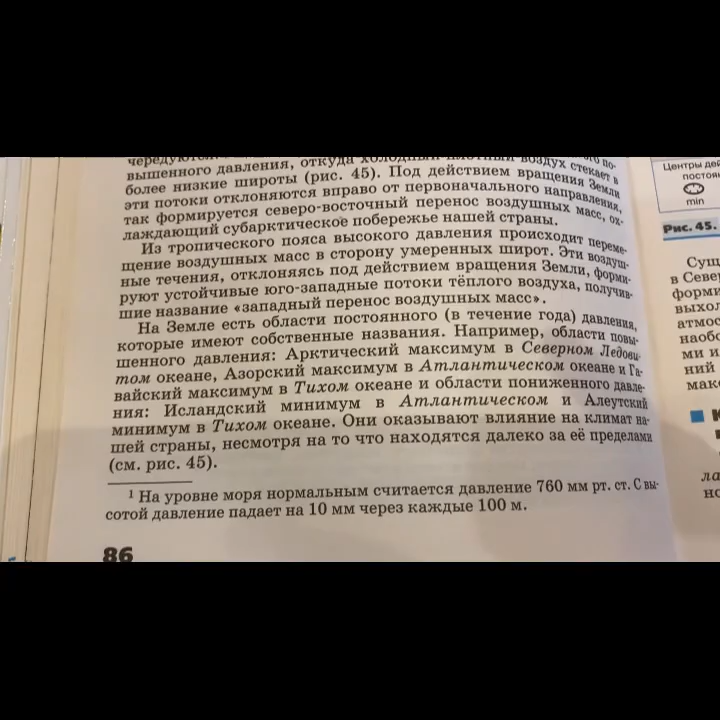 чередуются.
вышенного давления, откуда холодный плотный воздух стекает в
более низкие широты (рис. 45). Под действием вращения Земли
эти потоки отклоняются вправо от первоначального направления,
так формируется северо-восточный перенос воздушных масс, ох-
лаждающий субарктическое побережье нашей страны.
Из тропического пояса высокого давления происходит переме-
щение воздушных масс в сторону умеренных широт. Эти воздуш-
ные течения, отклоняясь под действием вращения Земли, форми-
руют устойчивые юго-западные потоки тёплого воздуха, получив-
шие название «западный перенос воздушных масс».
На Земле есть области постоянного (в течение года) давления,
которые имеют собственные названия. Например, области повы-
шенного давления: Арктический максимум в Северном Ледови-
том океане, Азорский максимум в Атлантическом океане и Га-
вайский максимум в Тихом океане и области пониженного давле-
ния: Исландский минимум в Атлантическом и Алеутский
минимум в Тихом океане. Они оказывают влияние на климат на-
шей страны, несмотря на то что находятся далеко за её пределами
(см. рис. 45).
1 На уровне моря нормальным считается давление 760 мм рт. ст. С вы-
сотой давление падает на 10 мм через каждые 100 м.
86
Центры дей
постоян
min
Рис. 45.
Сущ
в Север
форми
выхол
атмос
наобо
ми и
ний
макс
К
ла
но